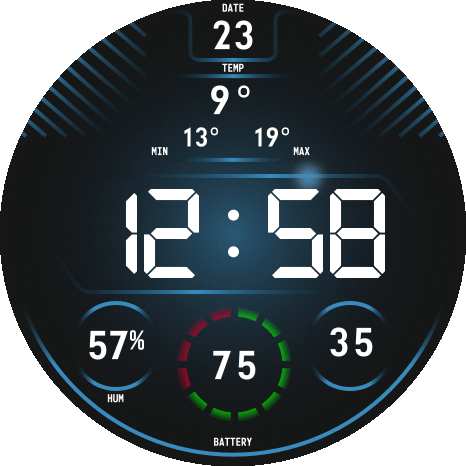 DATE
23
TEMP
9°
13° 19°
MIN MAX
12:58
57% 75 35
HUM
BATTERY